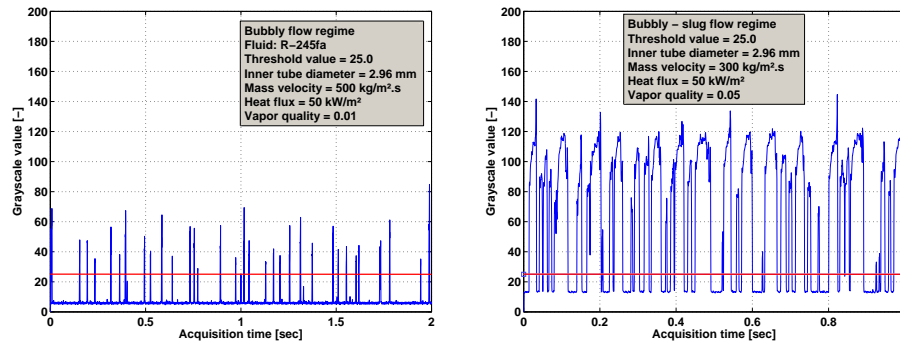 Bubbly flow regime
Fluid: R−245fa
Threshold value = 25.0
Inner tube diameter = 2.96 mm
Mass velocity = 500 kg/m².s
Heat flux = 50 kW/m²
Vapor quality = 0.01
200
180
160
140
120
100
80
60
40
20
0
Grayscale value [−]
0
0.5
1
1.5
2
Acquisition time [sec]
Bubbly − slug flow regime
Threshold value = 25.0
Inner tube diameter = 2.96 mm
Mass velocity = 300 kg/m².s
Heat flux = 50 kW/m²
Vapor quality = 0.05
200
180
160
140
120
100
80
60
40
20
0
Grayscale value [−]
0
0.2
0.4
0.6
0.8
Acquisition time [sec]